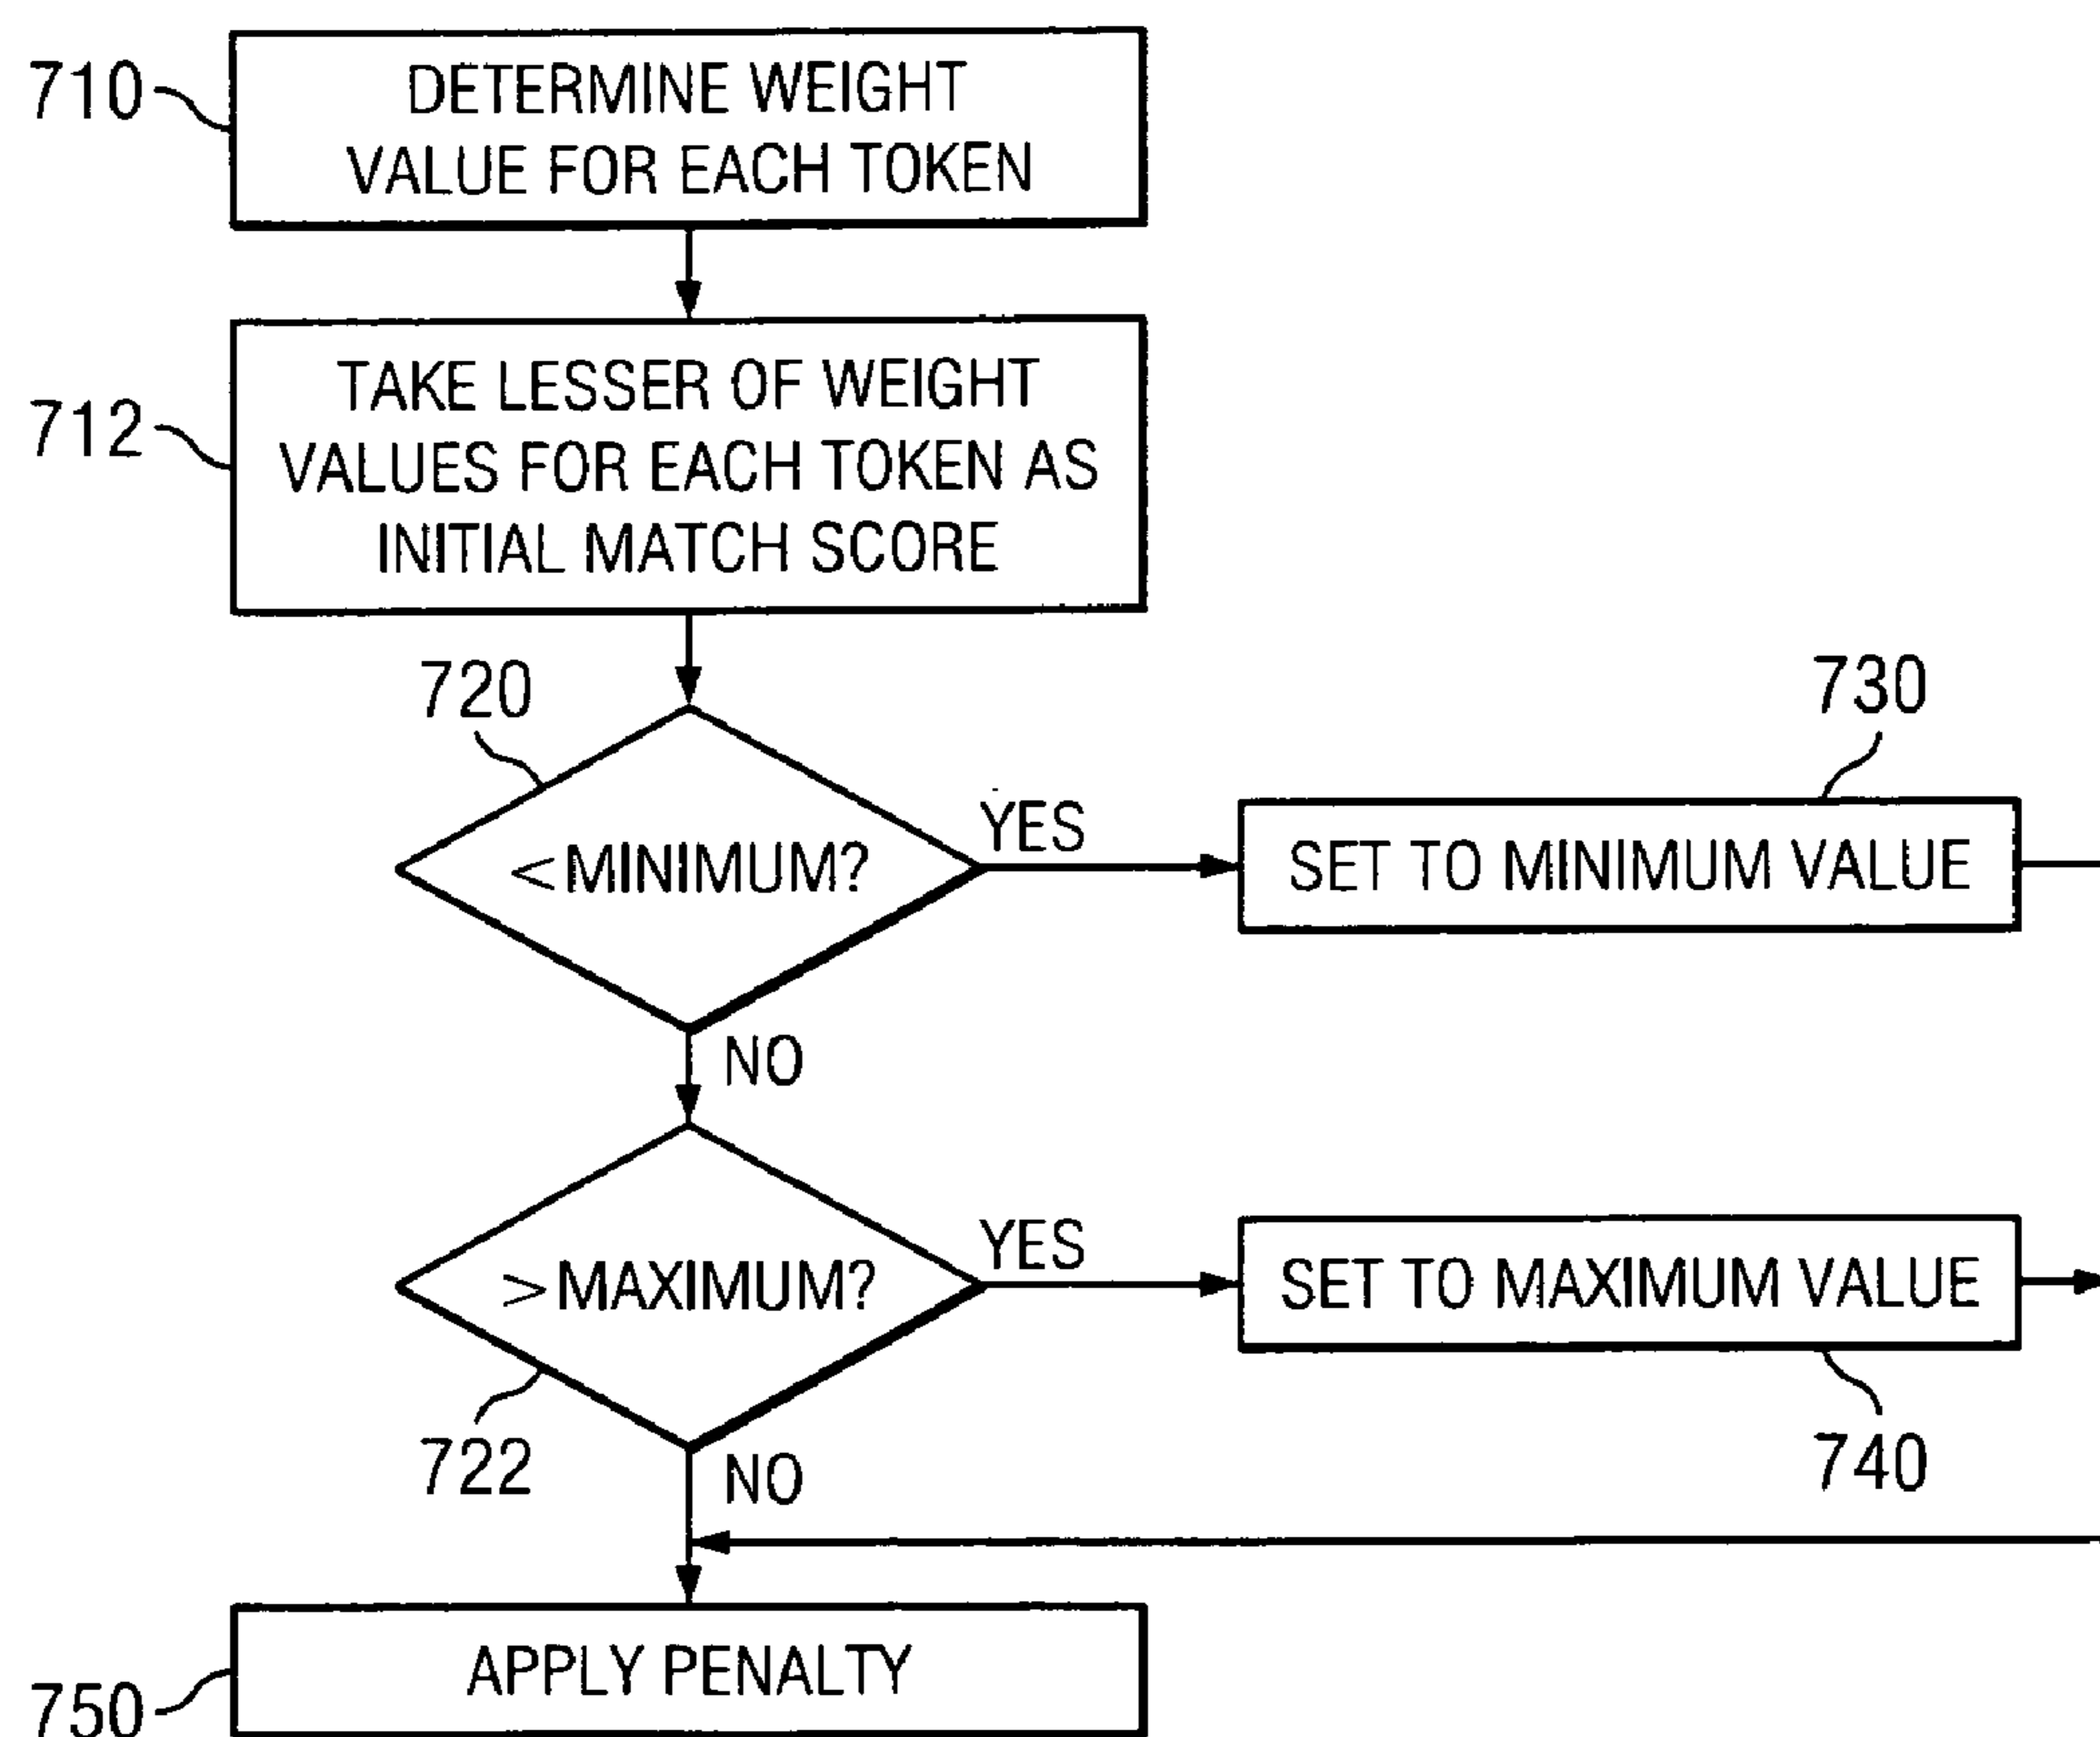 710
DETERMINE WEIGHT
VALUE FOR EACH TOKEN
712
TAKE LESSER OF WEIGHT
VALUES FOR EACH TOKEN AS
INITIAL MATCH SCORE
720
<MINIMUM?
YES
730
SET TO MINIMUM VALUE
NO
>MAXIMUM?
YES
SET TO MAXIMUM VALUE
722
740
NO
APPLY PENALTY
750